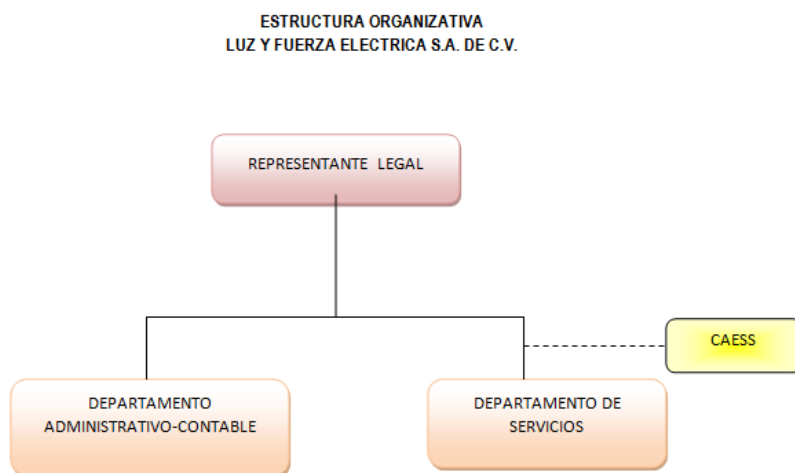 ESTRUCTURA ORGANIZATIVA
LUZ Y FUERZA ELECTRICA S.A. DE C.V.
REPRESENTANTE LEGAL
CAESS
DEPARTAMENTO
ADMINISTRATIVO-CONTABLE
DEPARTAMENTO DE
SERVICIOS